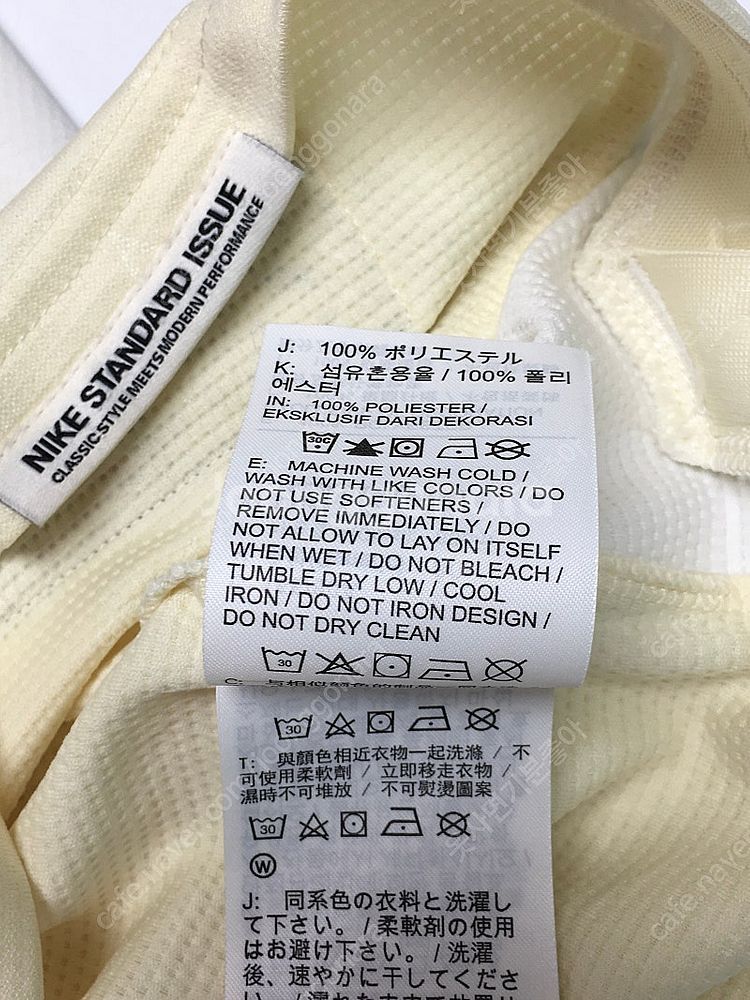 NIKE STANDARD ISSUE
CLASSIC STYLE MEETS MODERN PERFORMANCE
J: 100% ポリエステル
K: 섬유혼용율 / 100% 폴리
에스터
IN: 100% POLIESTER /
EKSKLUSIF DARI DEKORASI
30C
E: MACHINE WASH COLD /
WASH WITH LIKE COLORS / DO
NOT USE SOFTENERS /
REMOVE IMMEDIATELY / DO
NOT ALLOW TO LAY ON ITSELF
WHEN WET / DO NOT BLEACH /
TUMBLE DRY LOW / COOL
IRON / DO NOT IRON DESIGN /
DO NOT DRY CLEAN
30
30
T: 與顏色相近衣物一起洗滌 / 不
可使用柔軟劑 / 立即移走衣物 /
濕時不可堆放 / 不可熨燙圖案
30
W
J: 同系色の衣料と洗濯し
て下さい。/ 柔軟剤の使用
はお避け下さい。/ 洗濯
後、速やかに干してくださ